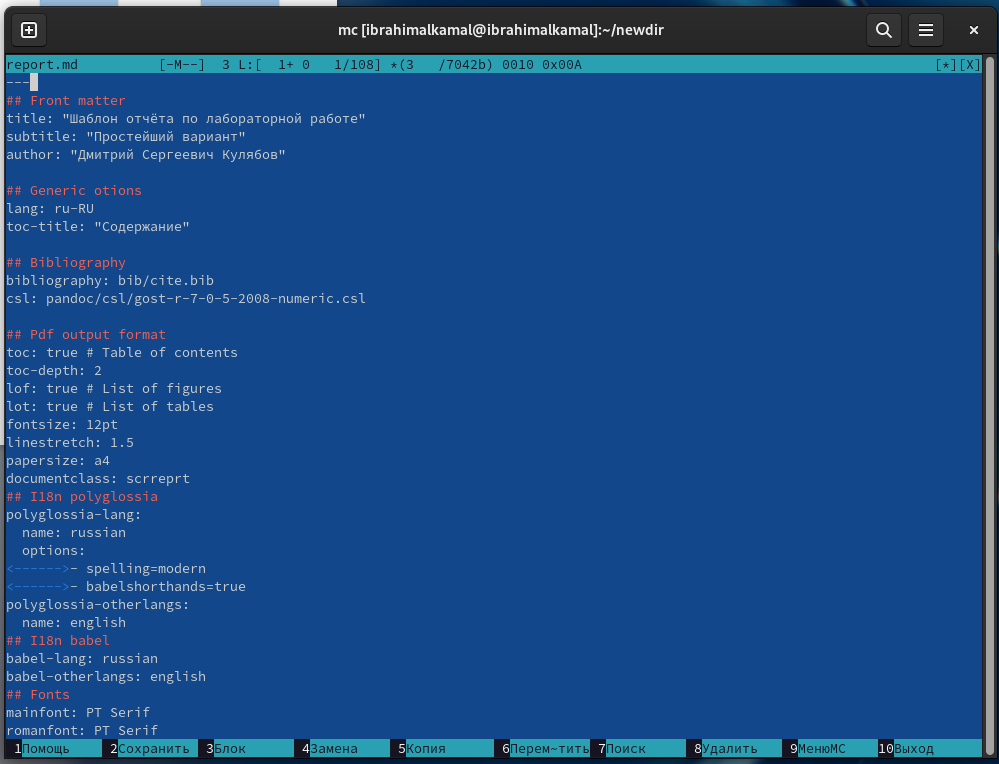 mc [ibrahimalkamal@ibrahimalkamal]:~/newdir
report.md [-M--] 3 L:[ 1+ 0 1/108] *(3 /7042b) 0010 0x00A [*][X]
---
## Front matter
title: "Шаблон отчёта по лабораторной работе"
subtitle: "Простейший вариант"
author: "Дмитрий Сергеевич Кулябов"

## Generic otions
lang: ru-RU
toc-title: "Содержание"

## Bibliography
bibliography: bib/cite.bib
csl: pandoc/csl/gost-r-7-0-5-2008-numeric.csl

## Pdf output format
toc: true # Table of contents
toc-depth: 2
lof: true # List of figures
lot: true # List of tables
fontsize: 12pt
linestretch: 1.5
papersize: a4
documentclass: scrreprt
## I18n polyglossia
polyglossia-lang:
  name: russian
  options:
<------>- spelling=modern
<------>- babelshorthands=true
polyglossia-otherlangs:
  name: english
## I18n babel
babel-lang: russian
babel-otherlangs: english
## Fonts
mainfont: PT Serif
romanfont: PT Serif
1Помощь 2Сохранить 3Блок 4Замена 5Копия 6Перем~тить 7Поиск 8Удалить 9МенюMC 10Выход